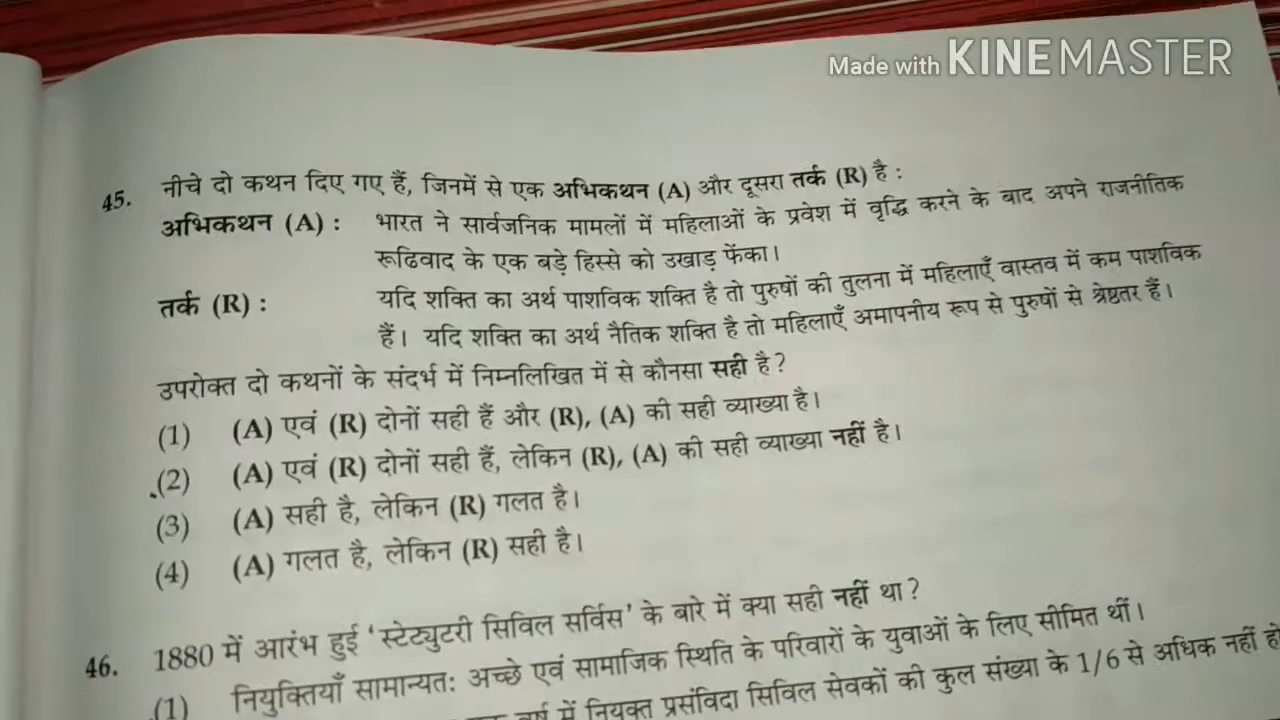 Made with KINEMASTER
45. नीचे दो कथन दिए गए हैं, जिनमें से एक अभिकथन (A) और दूसरा तर्क (R) है :
अभिकथन (A) : भारत ने सार्वजनिक मामलों में महिलाओं के प्रवेश में वृद्धि करने के बाद अपने राजनीतिक
रूढिवाद के एक बड़े हिस्से को उखाड़ फेंका।
तर्क (R) : यदि शक्ति का अर्थ पाशविक शक्ति है तो पुरुषों की तुलना में महिलाएँ वास्तव में कम पाशविक
हैं। यदि शक्ति का अर्थ नैतिक शक्ति है तो महिलाएँ अमापनीय रूप से पुरुषों से श्रेष्ठतर हैं।
उपरोक्त दो कथनों के संदर्भ में निम्नलिखित में से कौनसा सही है?
(1) (A) एवं (R) दोनों सही हैं और (R), (A) की सही व्याख्या है।
(2) (A) एवं (R) दोनों सही हैं, लेकिन (R), (A) की सही व्याख्या नहीं है।
(3) (A) सही है, लेकिन (R) गलत है।
(4) (A) गलत है, लेकिन (R) सही है।
46. 1880 में आरंभ हुई ‘स्टेट्युटरी सिविल सर्विस’ के बारे में क्या सही नहीं था?
(1) नियुक्तियाँ सामान्यतः अच्छे एवं सामाजिक स्थिति के परिवारों के युवाओं के लिए सीमित थीं।
वर्ष में नियुक्त प्रसंविदा सिविल सेवकों की कुल संख्या के 1/6 से अधिक नहीं